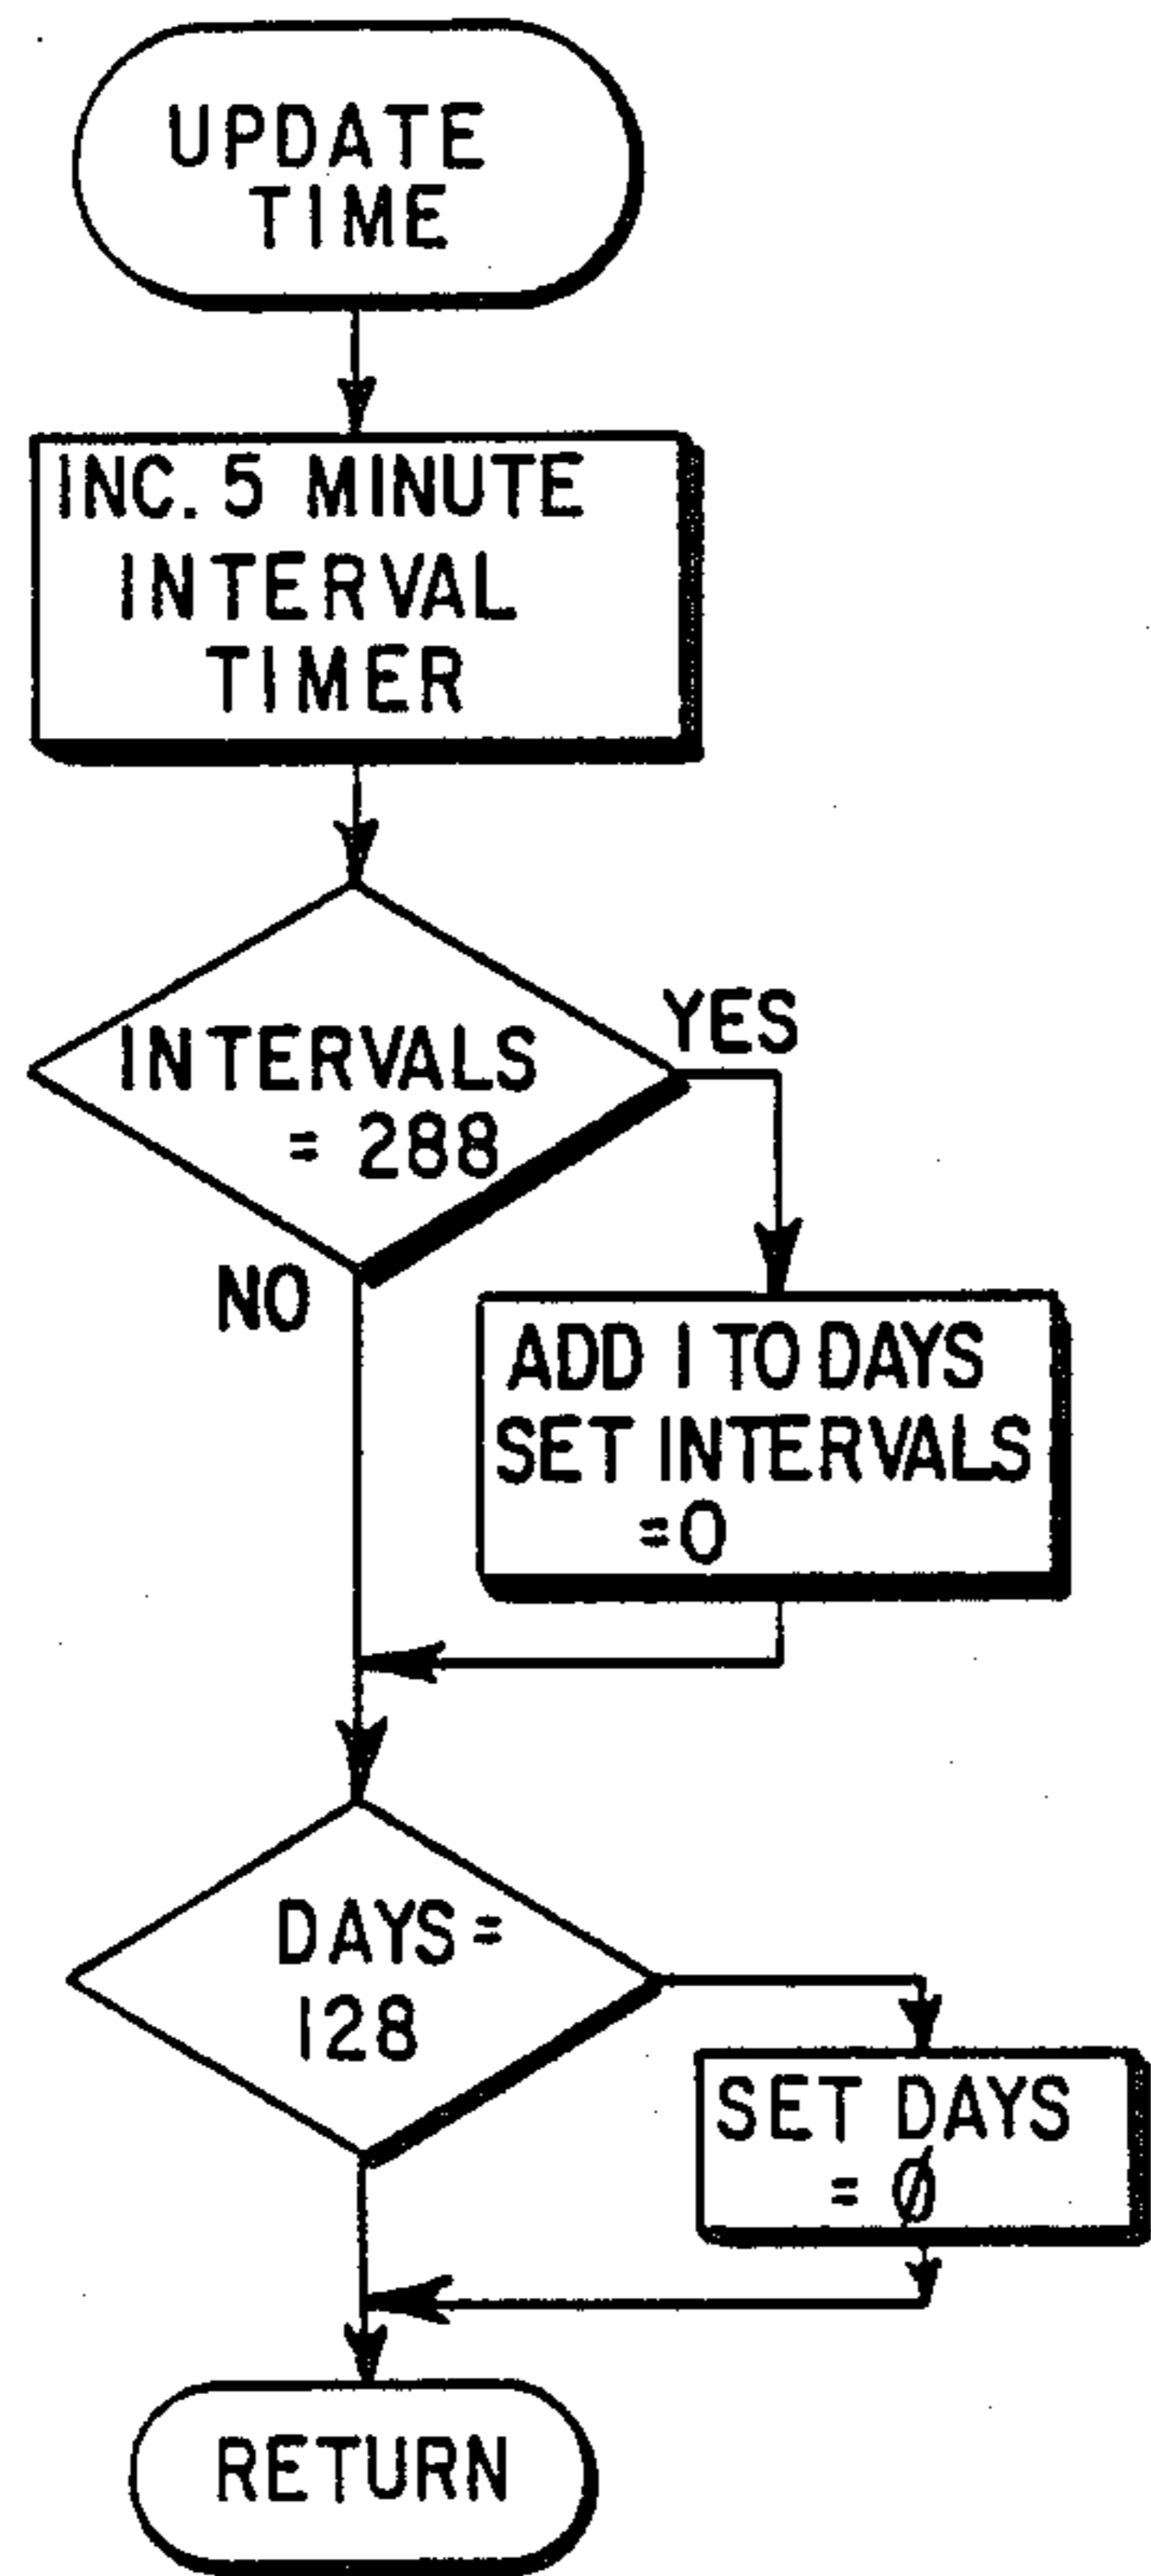 UPDATE
TIME
INC. 5 MINUTE
INTERVAL
TIMER
INTERVALS
= 288
YES
NO
ADD 1 TO DAYS
SET INTERVALS
=0
DAYS=
128
SET DAYS
= Ø
RETURN